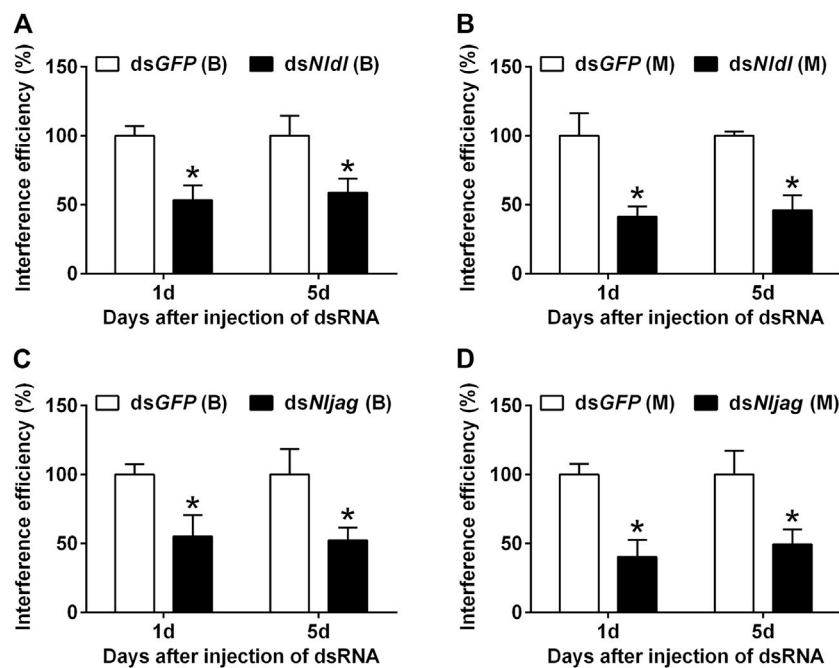 A
B
dsGFP (B) dsNldl (B)
dsGFP (M) dsNldl (M)
Interference efficiency (%)
150
100
50
0
* *
1d 5d
Days after injection of dsRNA
Interference efficiency (%)
150
100
50
0
* *
1d 5d
Days after injection of dsRNA
C
D
dsGFP (B) dsNljag (B)
dsGFP (M) dsNljag (M)
Interference efficiency (%)
150
100
50
0
* *
1d 5d
Days after injection of dsRNA
Interference efficiency (%)
150
100
50
0
* *
1d 5d
Days after injection of dsRNA